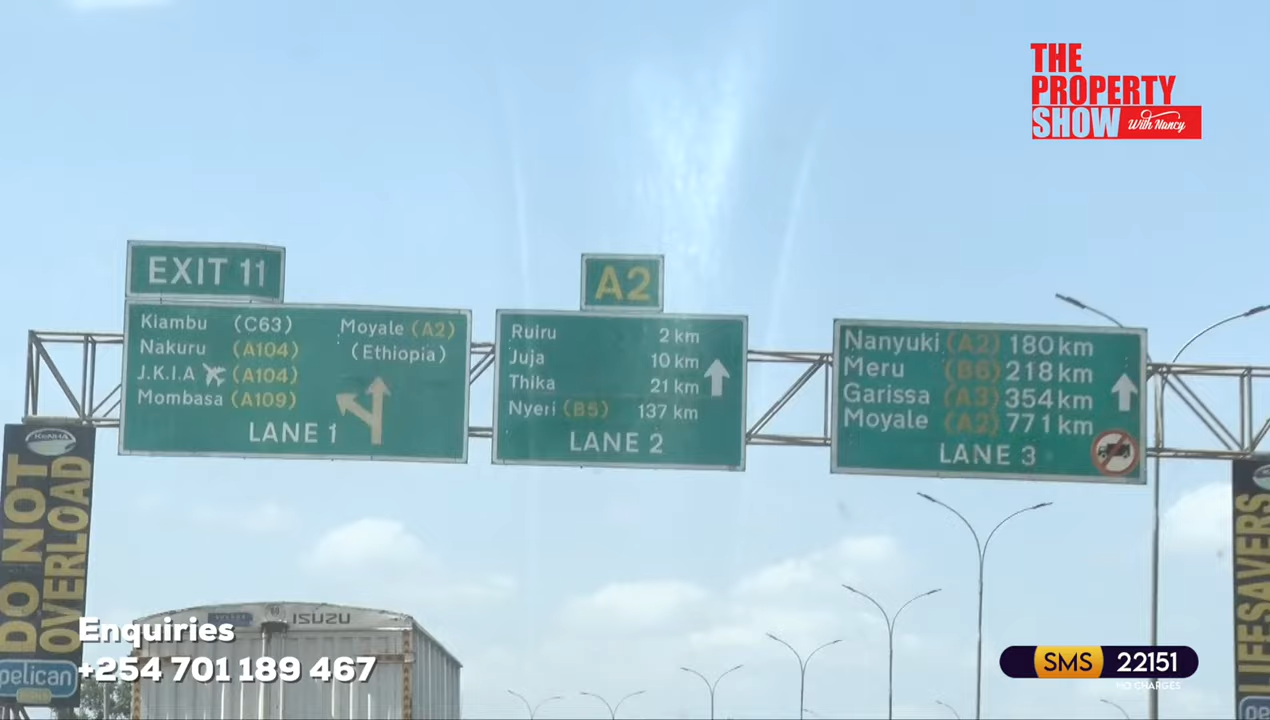 THE
PROPERTY
SHOW With Nancy
EXIT 11
Kiambu (C63)
Nakuru (A104)
J.K.I.A (A104)
Mombasa (A109)
Moyale (A2)
(Ethiopia)
LANE 1
A2
Ruiru 2 km
Juja 10 km
Thika 21 km
Nyeri (B5) 137 km
LANE 2
Nanyuki (A2) 180 km
Meru (B6) 218 km
Garissa (A3) 354 km
Moyale (A2) 771 km
LANE 3
DO NOT
OVERLOAD
pelican
LIFESAVERS
ISUZU
Enquiries
+254 701 189 467
SMS 22151
NO CHARGES